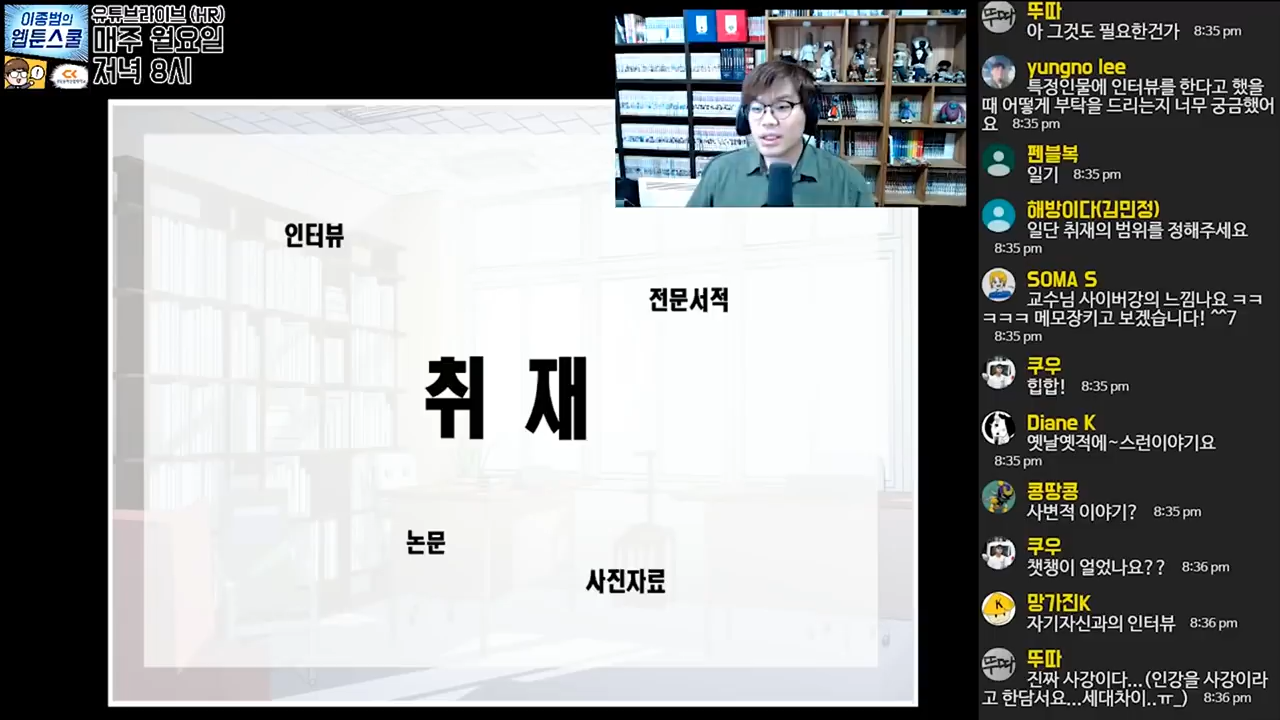 이종범의
웹툰스쿨
유튜브라이브 (HR)
매주 월요일
저녁 8시
인터뷰
전문서적
취 재
논문
사진자료
뚜따
아 그것도 필요한건가 8:35 pm
yungno lee
특정인물에 인터뷰를 한다고 했을
때 어떻게 부탁을 드리는지 너무 궁금했어
요 8:35 pm
펜블복
일기 8:35 pm
해방이다(김민정)
일단 취재의 범위를 정해주세요
8:35 pm
SOMA S
교수님 사이버강의 느낌나요 ㅋㅋ
ㅋㅋㅋ 메모장키고 보겠습니다! ^^7
8:35 pm
쿠우
힙합! 8:35 pm
Diane K
옛날옛적에~스런이야기요
8:35 pm
콩땅콩
사변적 이야기? 8:35 pm
쿠우
챗챙이 얼었나요?? 8:36 pm
망가진K
자기자신과의 인터뷰 8:36 pm
뚜따
진짜 사강이다...(인강을 사강이라
고 한담서요...세대차이..ㅠ_) 8:36 pm